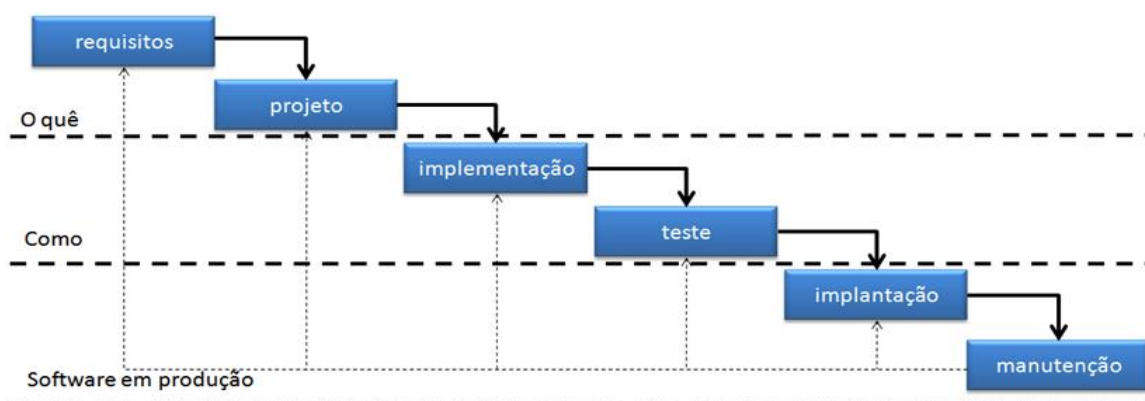 requisitos
projeto
O quê
implementação
teste
Como
implantação
manutenção
Software em produção